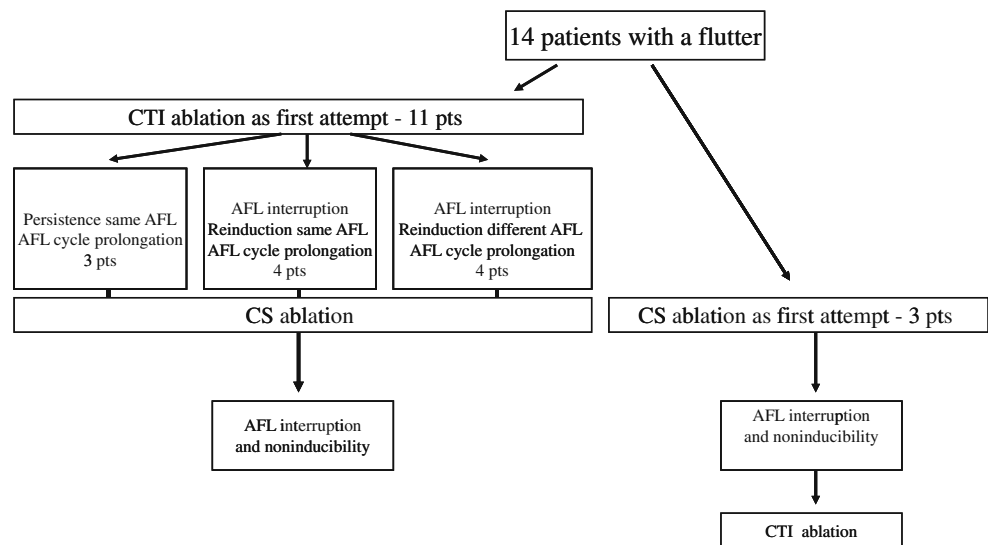 14 patients with a flutter
CTI ablation as first attempt - 11 pts
Persistence same AFL
AFL cycle prolongation
3 pts
AFL interruption
Reinduction same AFL
AFL cycle prolongation
4 pts
AFL interruption
Reinduction different AFL
AFL cycle prolongation
4 pts
CS ablation
CS ablation as first attempt - 3 pts
AFL interruption
and noninducibility
AFL interruption
and noninducibility
CTI ablation